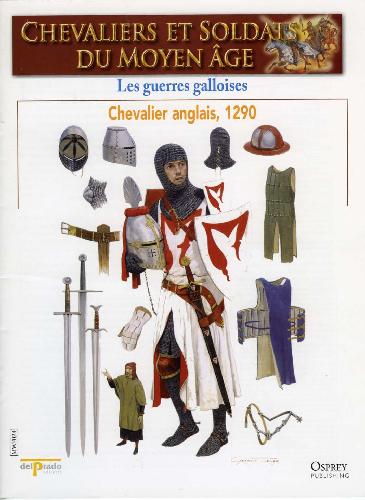 CHEVALIERS ET SOLDATS
DU MOYEN ÂGE
Les guerres galloises
Chevalier anglais, 1290
delPrado
OSPREY
PUBLISHING